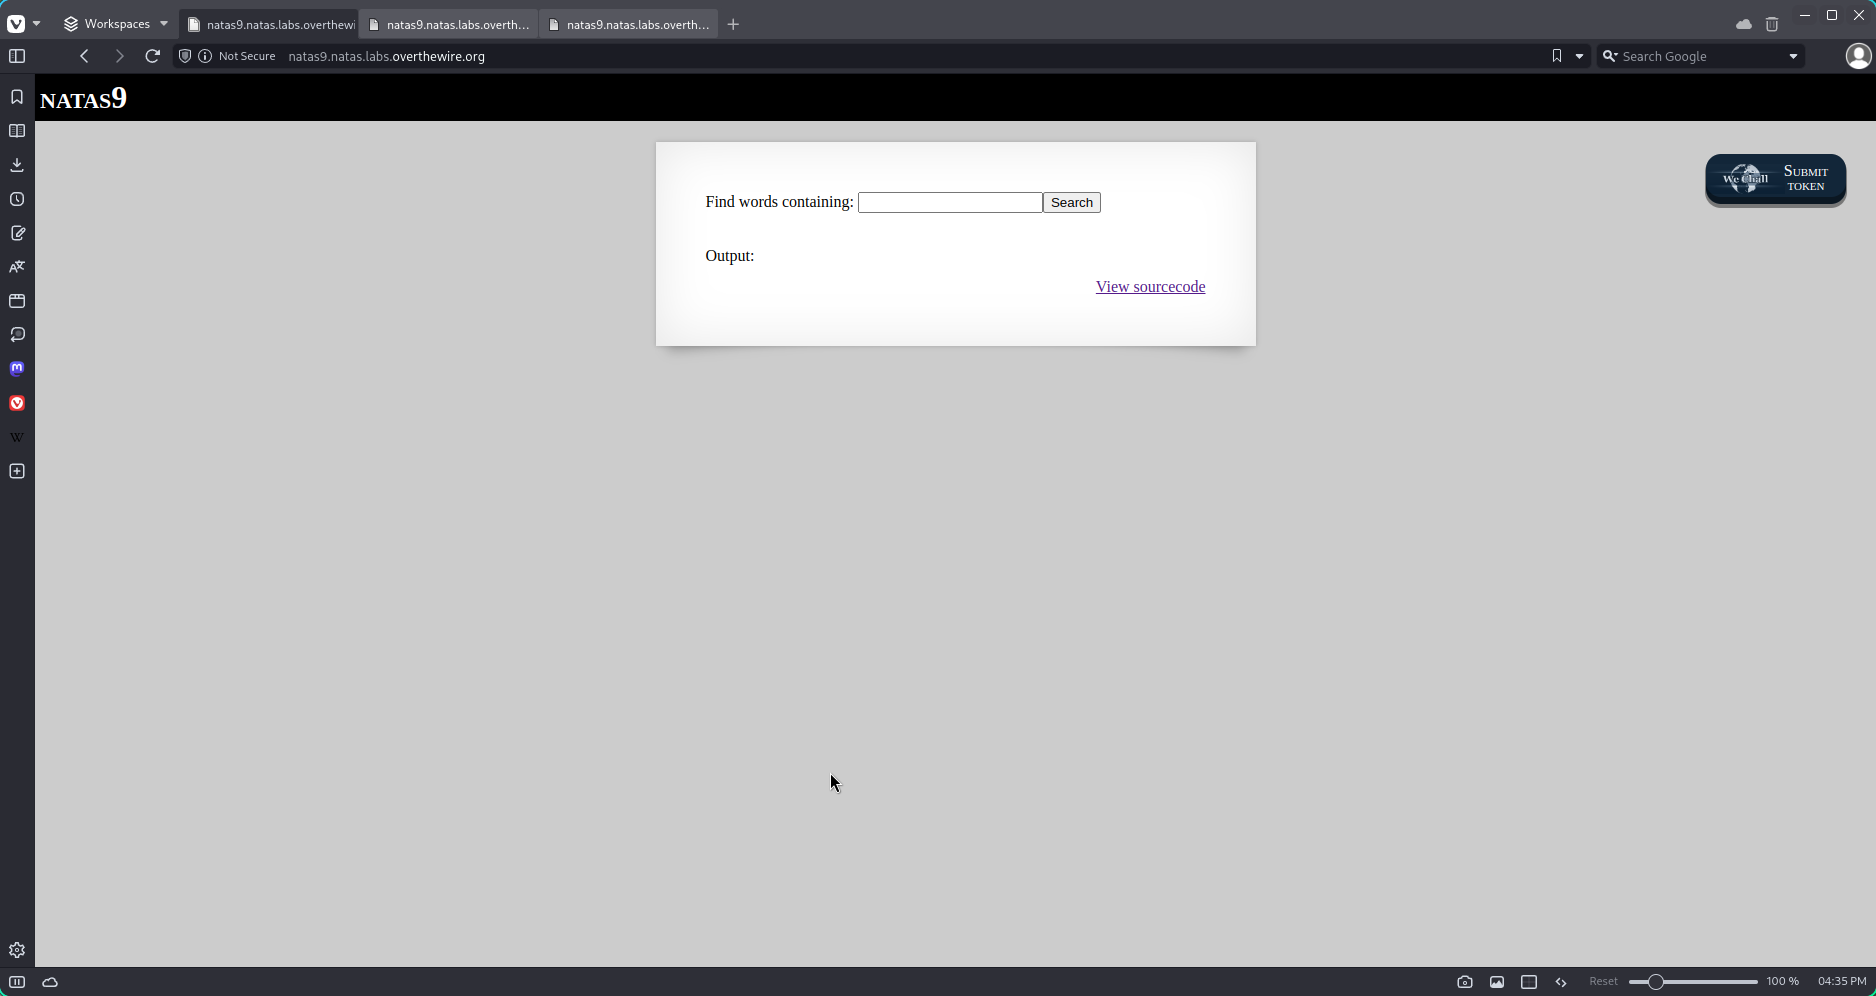 Workspaces
natas9.natas.labs.overthewi
natas9.natas.labs.overth...
natas9.natas.labs.overth...
Not Secure
natas9.natas.labs.overthewire.org
Search Google
NATAS9
Find words containing:
Search
Output:
View sourcecode
We Chall
SUBMIT
TOKEN
W
Reset
100 %
04:35 PM